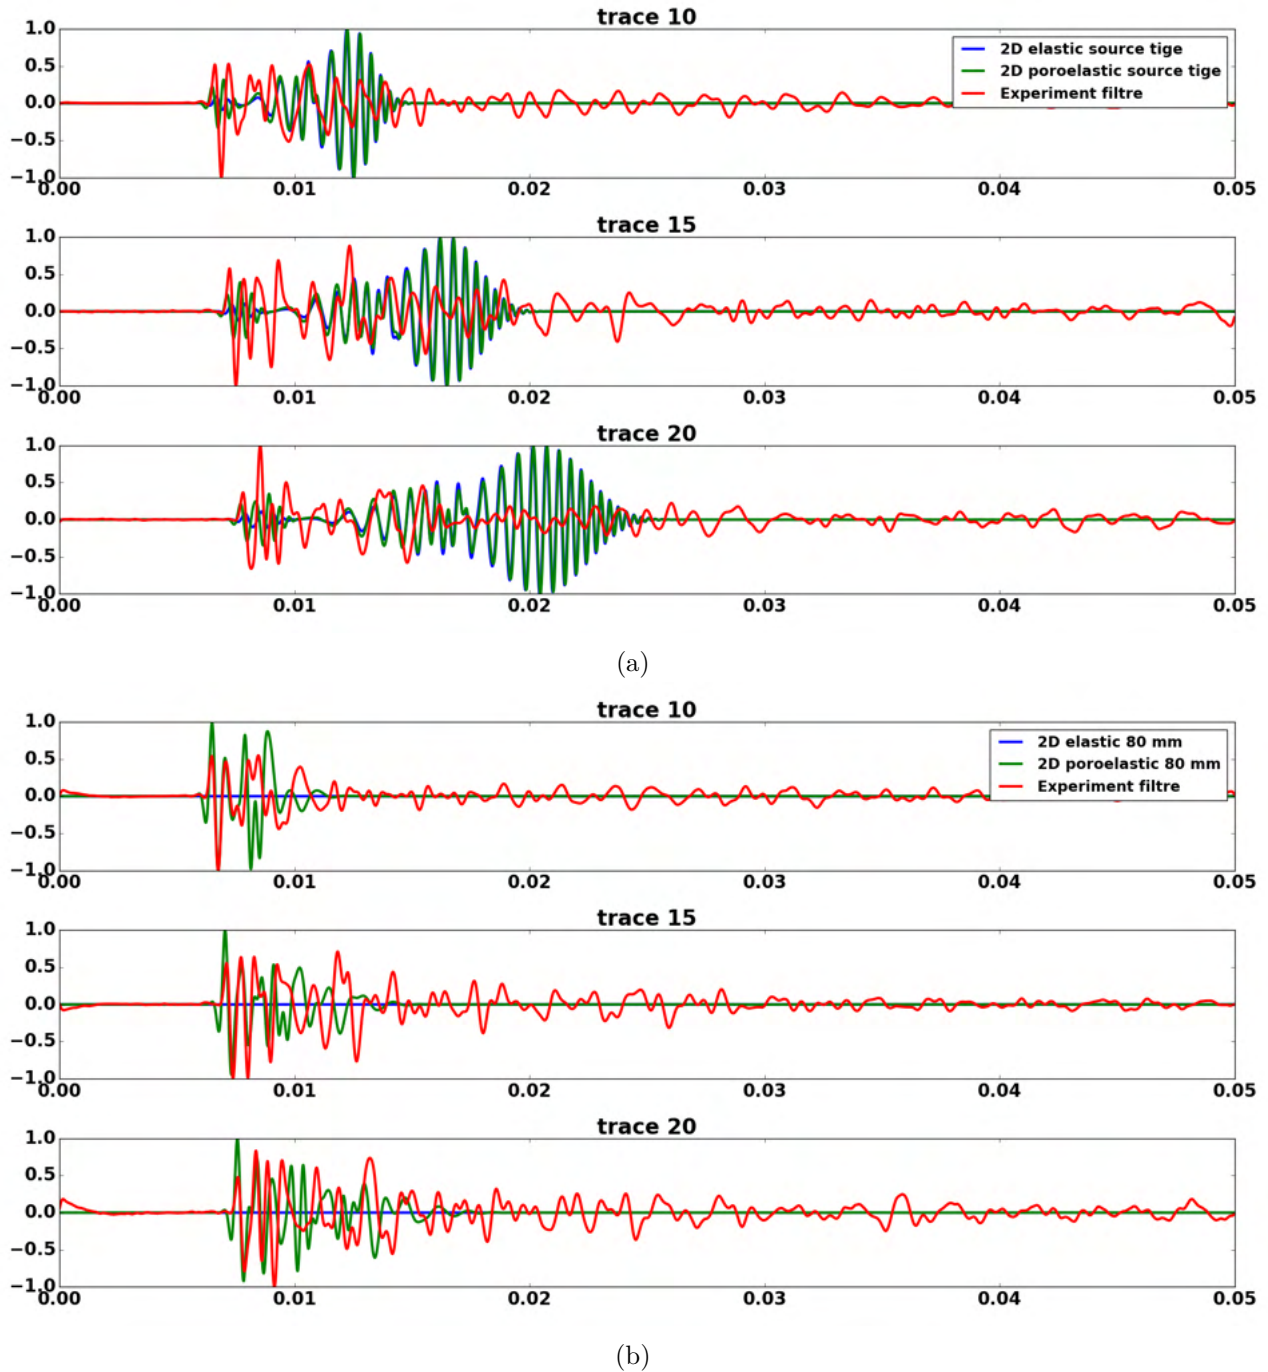 trace 10
1.0
0.5
0.0
−0.5
−1.0
2D elastic source tige
2D poroelastic source tige
Experiment filtre
0.00 0.01 0.02 0.03 0.04 0.05
trace 15
1.0
0.5
0.0
−0.5
−1.0
0.00 0.01 0.02 0.03 0.04 0.05
trace 20
1.0
0.5
0.0
−0.5
−1.0
0.00 0.01 0.02 0.03 0.04 0.05
(a)
trace 10
1.0
0.5
0.0
−0.5
−1.0
2D elastic 80 mm
2D poroelastic 80 mm
Experiment filtre
0.00 0.01 0.02 0.03 0.04 0.05
trace 15
1.0
0.5
0.0
−0.5
−1.0
0.00 0.01 0.02 0.03 0.04 0.05
trace 20
1.0
0.5
0.0
−0.5
−1.0
0.00 0.01 0.02 0.03 0.04 0.05
(b)